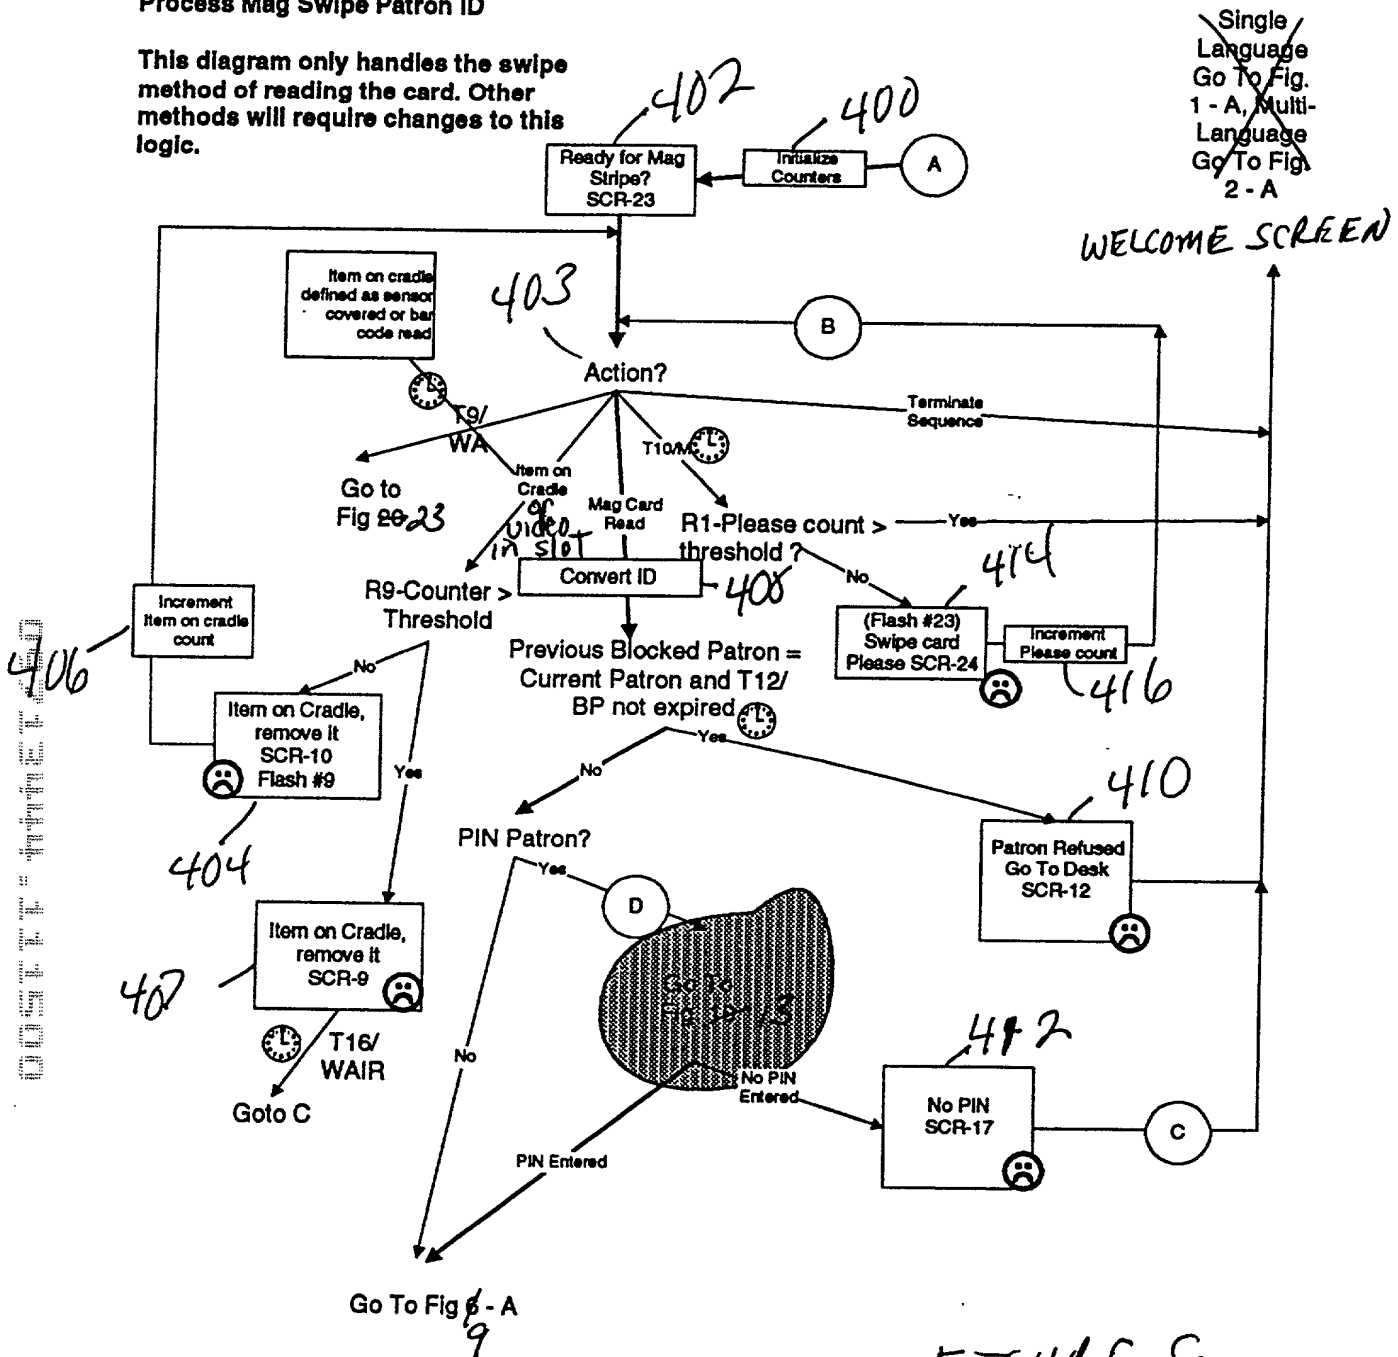 Process Mag Swipe Patron ID
This diagram only handles the swipe
method of reading the card. Other
methods will require changes to this
logic.
Single
Language
Go To Fig.
1 - A, Multi-
Language
Go To Fig.
2 - A
WELCOME SCREEN
402
400
Ready for Mag
Stripe?
SCR-23
Initialize
Counters
A
Item on cradle
defined as sensor
covered or bar
code read
403
B
Action?
Terminate
Sequence
T9/
WA
T10/M
Go to
Fig 20 23
Item on
Cradle
or
video
in slot
Mag Card
Read
R1-Please count >
threshold ?
Yes
No
414
R9-Counter >
Threshold
Convert ID
Increment
Item on cradle
count
406
(Flash #23)
Swipe card
Please SCR-24
Increment
Please count
416
No
Previous Blocked Patron =
Current Patron and T12/
BP not expired
Yes
No
Item on Cradle,
remove it
SCR-10
Flash #9
Yes
404
410
PIN Patron?
Yes
D
Patron Refused
Go To Desk
SCR-12
Item on Cradle,
remove it
SCR-9
407
Go To
T16/
WAIR
Goto C
No
412
No PIN
Entered
No PIN
SCR-17
C
PIN Entered
Go To Fig 6 - A
9